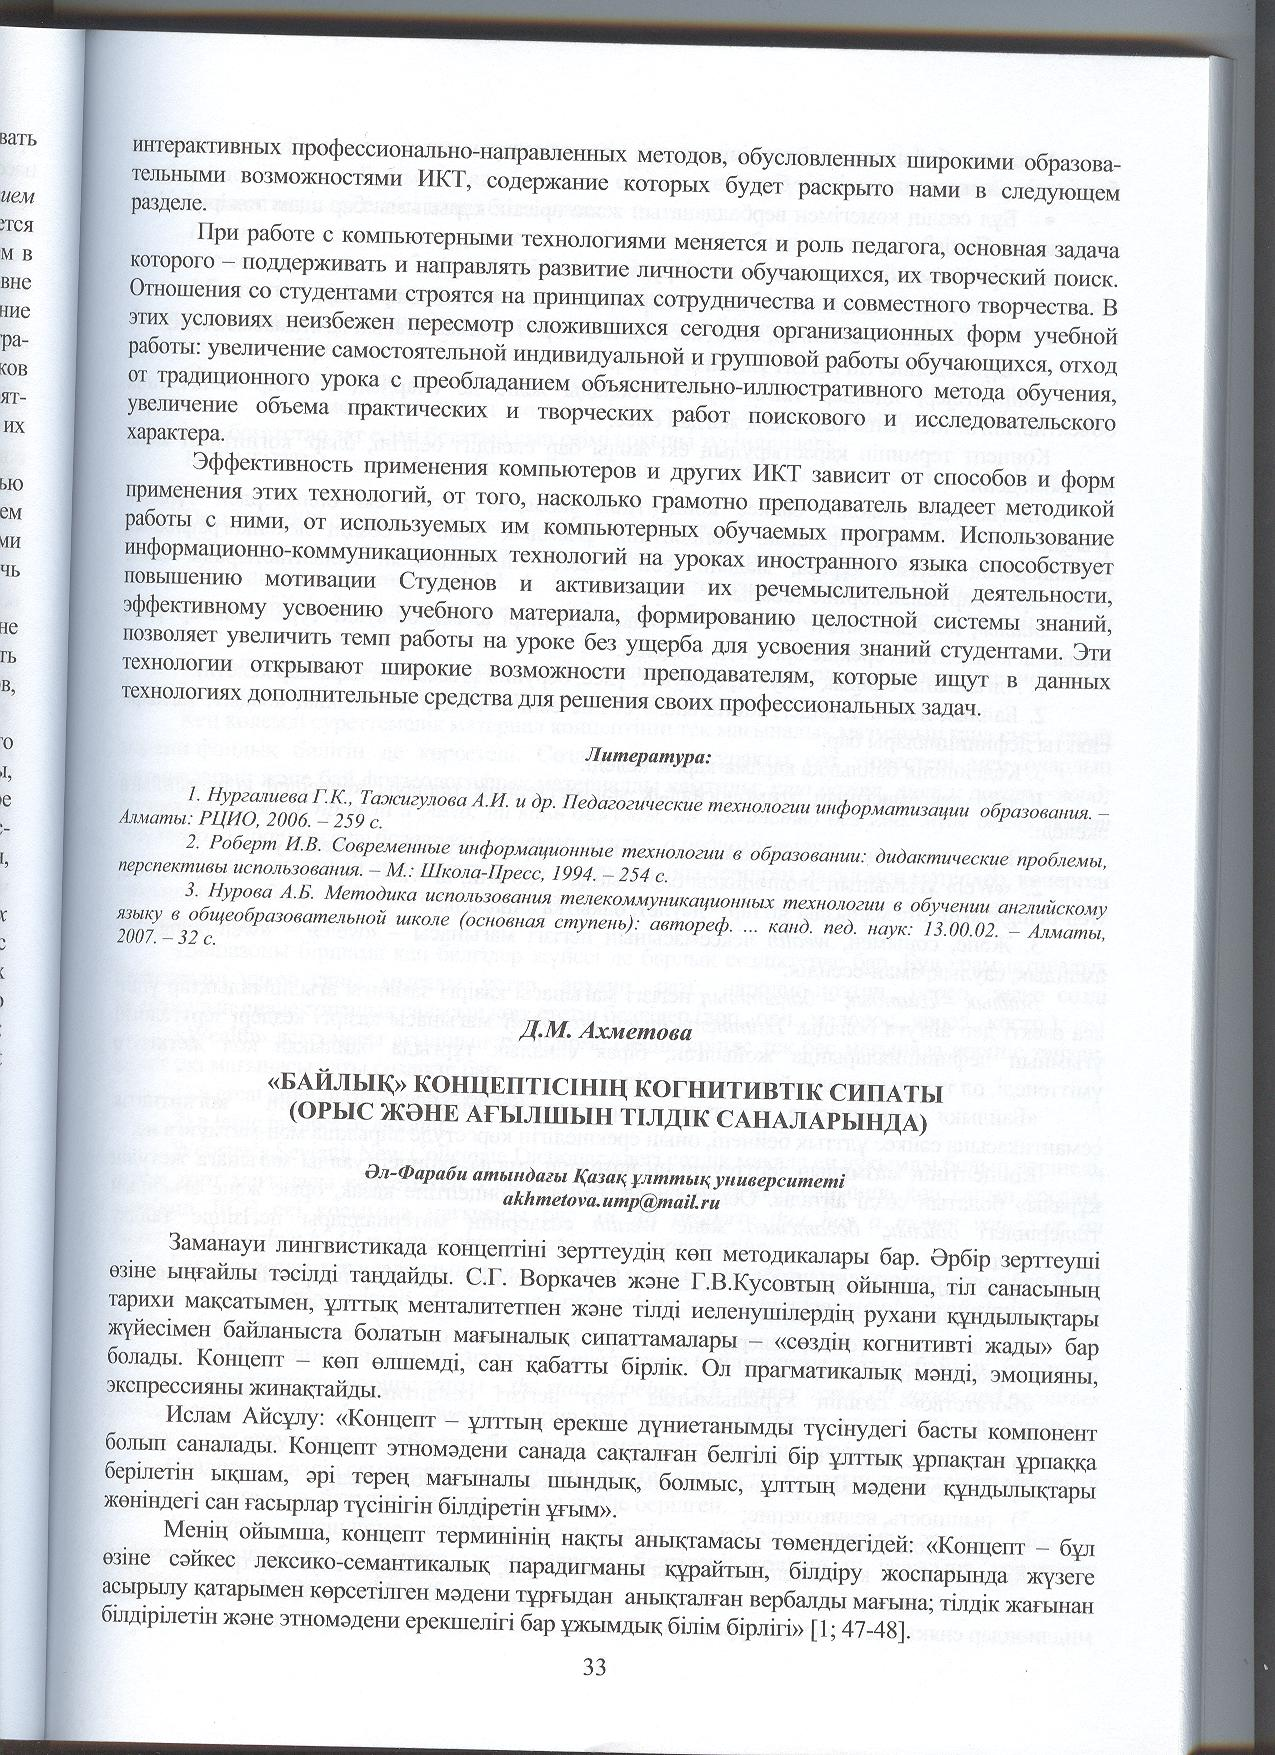 вать
ием
ется
м в
вне
ние
тра-
ков
ят-
их
ью
ем
ми
чь
не
ть
в,
го
интерактивных профессионально-направленных методов, обусловленных широкими образова-
тельными возможностями ИКТ, содержание которых будет раскрыто нами в следующем
разделе.
При работе с компьютерными технологиями меняется и роль педагога, основная задача
которого – поддерживать и направлять развитие личности обучающихся, их творческий поиск.
Отношения со студентами строятся на принципах сотрудничества и совместного творчества. В
этих условиях неизбежен пересмотр сложившихся сегодня организационных форм учебной
работы: увеличение самостоятельной индивидуальной и групповой работы обучающихся, отход
от традиционного урока с преобладанием объяснительно-иллюстративного метода обучения,
увеличение объема практических и творческих работ поискового и исследовательского
характера.
Эффективность применения компьютеров и других ИКТ зависит от способов и форм
применения этих технологий, от того, насколько грамотно преподаватель владеет методикой
работы с ними, от используемых им компьютерных обучаемых программ. Использование
информационно-коммуникационных технологий на уроках иностранного языка способствует
повышению мотивации Студенов и активизации их речемыслительной деятельности,
эффективному усвоению учебного материала, формированию целостной системы знаний,
позволяет увеличить темп работы на уроке без ущерба для усвоения знаний студентами. Эти
технологии открывают широкие возможности преподавателям, которые ищут в данных
технологиях дополнительные средства для решения своих профессиональных задач.
Литература:
1. Нургалиева Г.К., Тажигулова А.И. и др. Педагогические технологии информатизации образования. –
Алматы: РЦИО, 2006. – 259 с.
2. Роберт И.В. Современные информационные технологии в образовании: дидактические проблемы,
перспективы использования. – М.: Школа-Пресс, 1994. – 254 с.
3. Нурова А.Б. Методика использования телекоммуникационных технологии в обучении английскому
языку в общеобразовательной школе (основная ступень): автореф. ... канд. пед. наук: 13.00.02. – Алматы,
2007. – 32 с.
Д.М. Ахметова
«БАЙЛЫҚ» КОНЦЕПТІСІНІҢ КОГНИТИВТІК СИПАТЫ
(ОРЫС ЖӘНЕ АҒЫЛШЫН ТІЛДІК САНАЛАРЫНДА)
Әл-Фараби атындағы Қазақ ұлттық университеті
akhmetova.ump@mail.ru
Заманауи лингвистикада концептіні зерттеудің көп методикалары бар. Әрбір зерттеуші
өзіне ыңғайлы тәсілді таңдайды. С.Г. Воркачев және Г.В.Кусовтың ойынша, тіл санасының
тарихи мақсатымен, ұлттық менталитетпен және тілді иеленушілердің рухани құндылықтары
жүйесімен байланыста болатын мағыналық сипаттамалары – «сөздің когнитивті жады» бар
болады. Концепт – көп өлшемді, сан қабатты бірлік. Ол прагматикалық мәнді, эмоцияны,
экспрессияны жинақтайды.
Ислам Айсұлу: «Концепт – ұлттың ерекше дүниетанымды түсінудегі басты компонент
болып саналады. Концепт этномәдени санада сақталған белгілі бір ұлттық ұрпақтан ұрпаққа
берілетін ықшам, әрі терең мағыналы шындық, болмыс, ұлттың мәдени құндылықтары
жөніндегі сан ғасырлар түсінігін білдіретін ұғым».
Менің ойымша, концепт терминінің нақты анықтамасы төмендегідей: «Концепт – бұл
өзіне сәйкес лексико-семантикалық парадигманы құрайтын, білдіру жоспарында жүзеге
асырылу қатарымен көрсетілген мәдени тұрғыдан анықталған вербалды мағына; тілдік жағынан
білдірілетін және этномәдени ерекшелігі бар ұжымдық білім бірлігі» [1; 47-48].
33